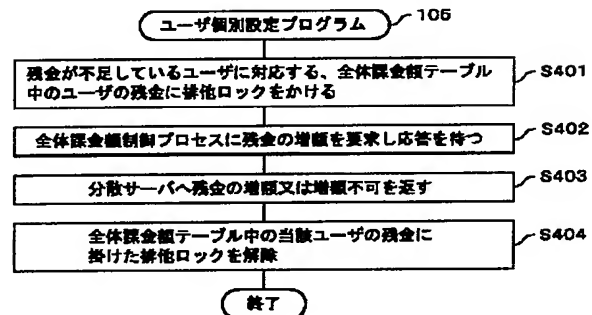 ユーザ個別設定プログラム
105
残金が不足しているユーザに対応する、全体課金額テーブル
中のユーザの残金に排他ロックをかける
S401
全体課金額制御プロセスに残金の増額を要求し応答を待つ
S402
分散サーバへ残金の増額又は増額不可を返す
S403
全体課金額テーブル中の当該ユーザの残金に
掛けた排他ロックを解除
S404
終了